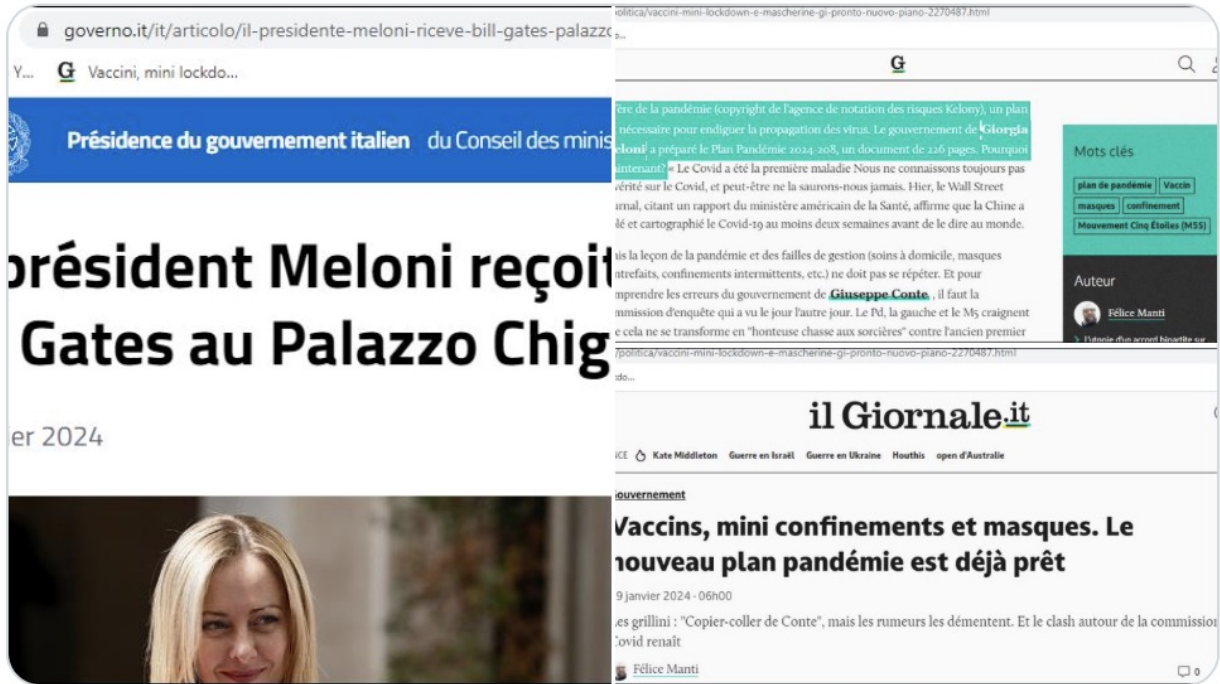 governo.it/it/articolo/il-presidente-meloni-riceve-bill-gates-palazzo
Y... G Vaccini, mini lockdo...
Présidence du gouvernement italien du Conseil des minis
président Meloni reçoit
Gates au Palazzo Chig
er 2024
politica/vaccini-mini-lockdown-e-mascherine-gi-pronto-nuovo-piano-2270487.html
o...
G
ère de la pandémie (copyright de l'agence de notation des risques Kelony), un plan
nécessaire pour endiguer la propagation des virus. Le gouvernement de Giorgia
eloni a préparé le Plan Pandémie 2024-208, un document de 226 pages. Pourquoi
intenant? « Le Covid a été la première maladie Nous ne connaissons toujours pas
vérité sur le Covid, et peut-être ne la saurons-nous jamais. Hier, le Wall Street
urnal, citant un rapport du ministère américain de la Santé, affirme que la Chine a
lé et cartographié le Covid-19 au moins deux semaines avant de le dire au monde.
is la leçon de la pandémie et des failles de gestion (soins à domicile, masques
ntrefaits, confinements intermittents, etc.) ne doit pas se répéter. Et pour
mprendre les erreurs du gouvernement de Giuseppe Conte , il faut la
mmission d'enquête qui a vu le jour l'autre jour. Le Pd, la gauche et le M5 craignent
e cela ne se transforme en "honteuse chasse aux sorcières" contre l'ancien premier
Mots clés
plan de pandémie Vaccin
masques confinement
Mouvement Cinq Étoiles (M5S)
Auteur
Félice Manti
L'utopie d'un accord bipartite sur
/politica/vaccini-mini-lockdown-e-mascherine-gi-pronto-nuovo-piano-2270487.html
do...
il Giornale.it
NCE Kate Middleton Guerre en Israël Guerre en Ukraine Houthis open d'Australie
Gouvernement
Vaccins, mini confinements et masques. Le
nouveau plan pandémie est déjà prêt
9 janvier 2024 - 06h00
Les grillini : "Copier-coller de Conte", mais les rumeurs les démentent. Et le clash autour de la commission
Covid renaît
Félice Manti
0